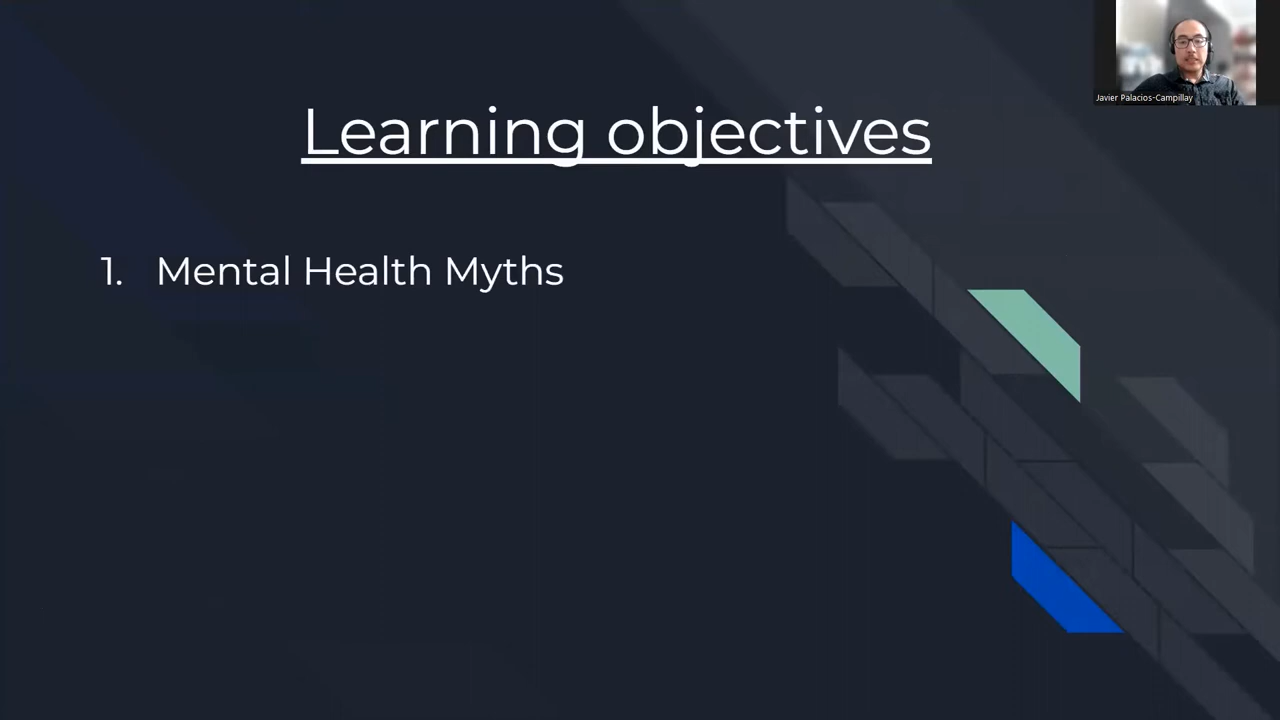 Learning objectives
1. Mental Health Myths
Javier Palacios-Campillay